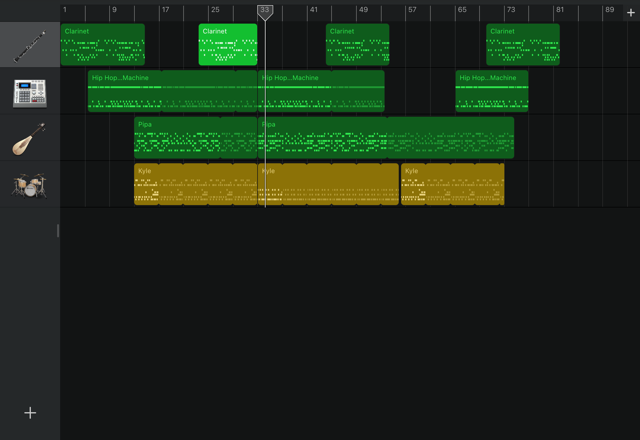 1 9 17 25 33 41 49 57 65 73 81 89
Clarinet Clarinet Clarinet Clarinet
Hip Hop...Machine Hip Hop...Machine Hip Hop...Machine
Pipa Pipa
Kyle Kyle Kyle